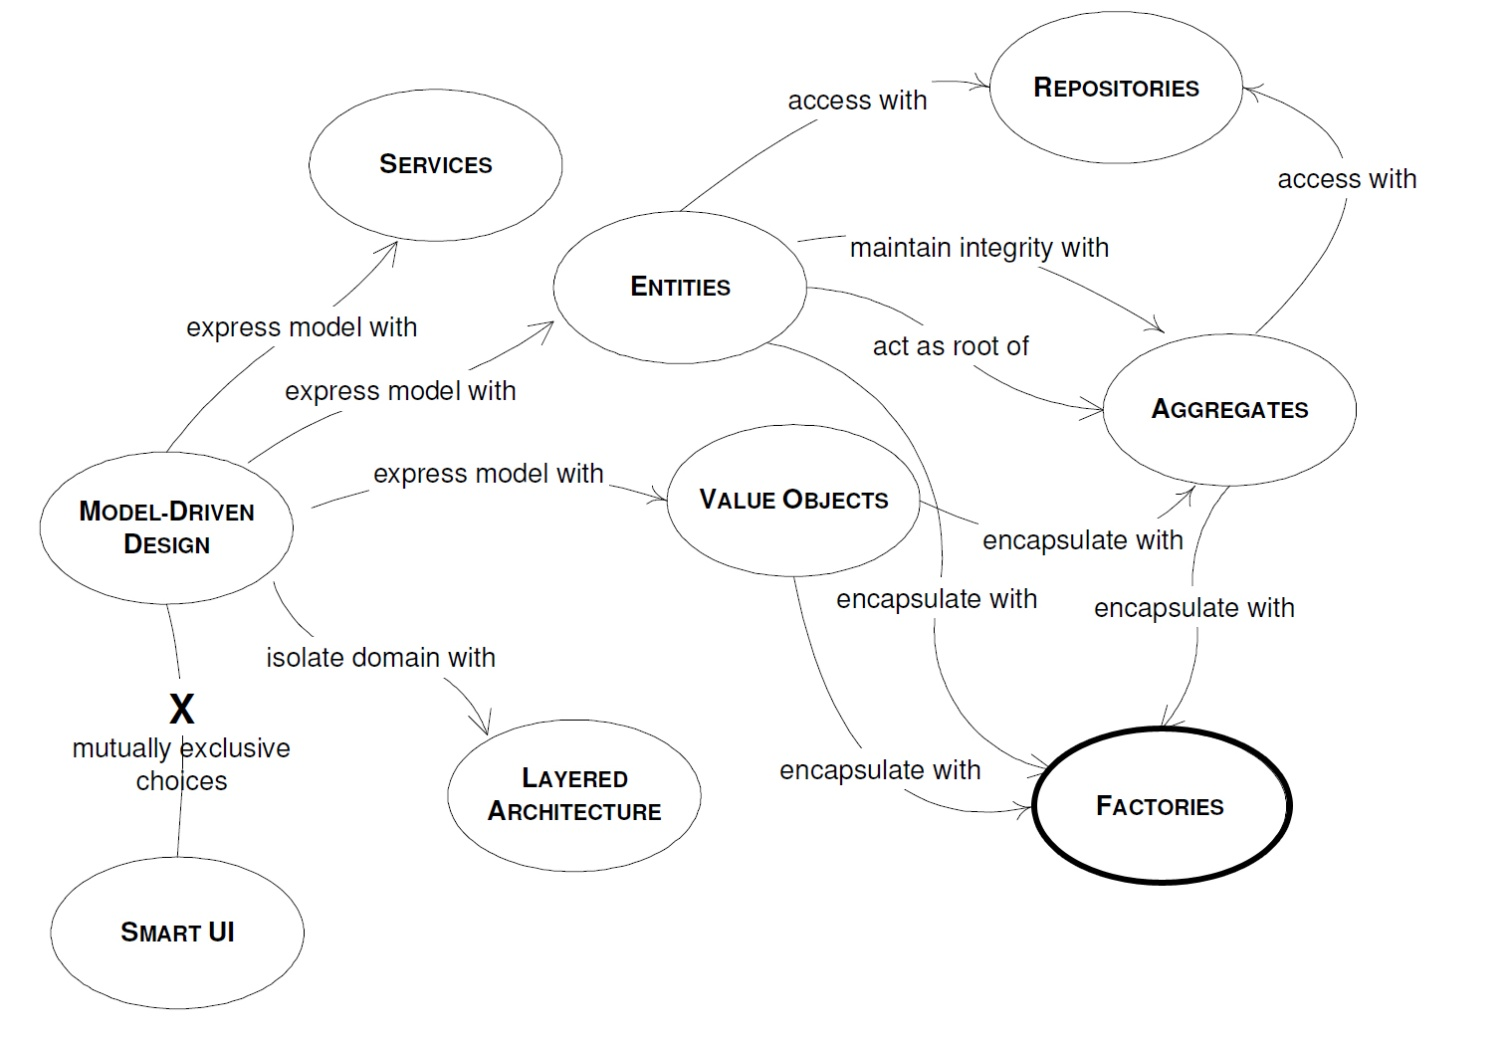 REPOSITORIES
access with
SERVICES
access with
maintain integrity with
ENTITIES
express model with
act as root of
express model with
AGGREGATES
express model with
VALUE OBJECTS
MODEL-DRIVEN
DESIGN
encapsulate with
encapsulate with
encapsulate with
isolate domain with
X
mutually exclusive
choices
encapsulate with
LAYERED
ARCHITECTURE
FACTORIES
SMART UI